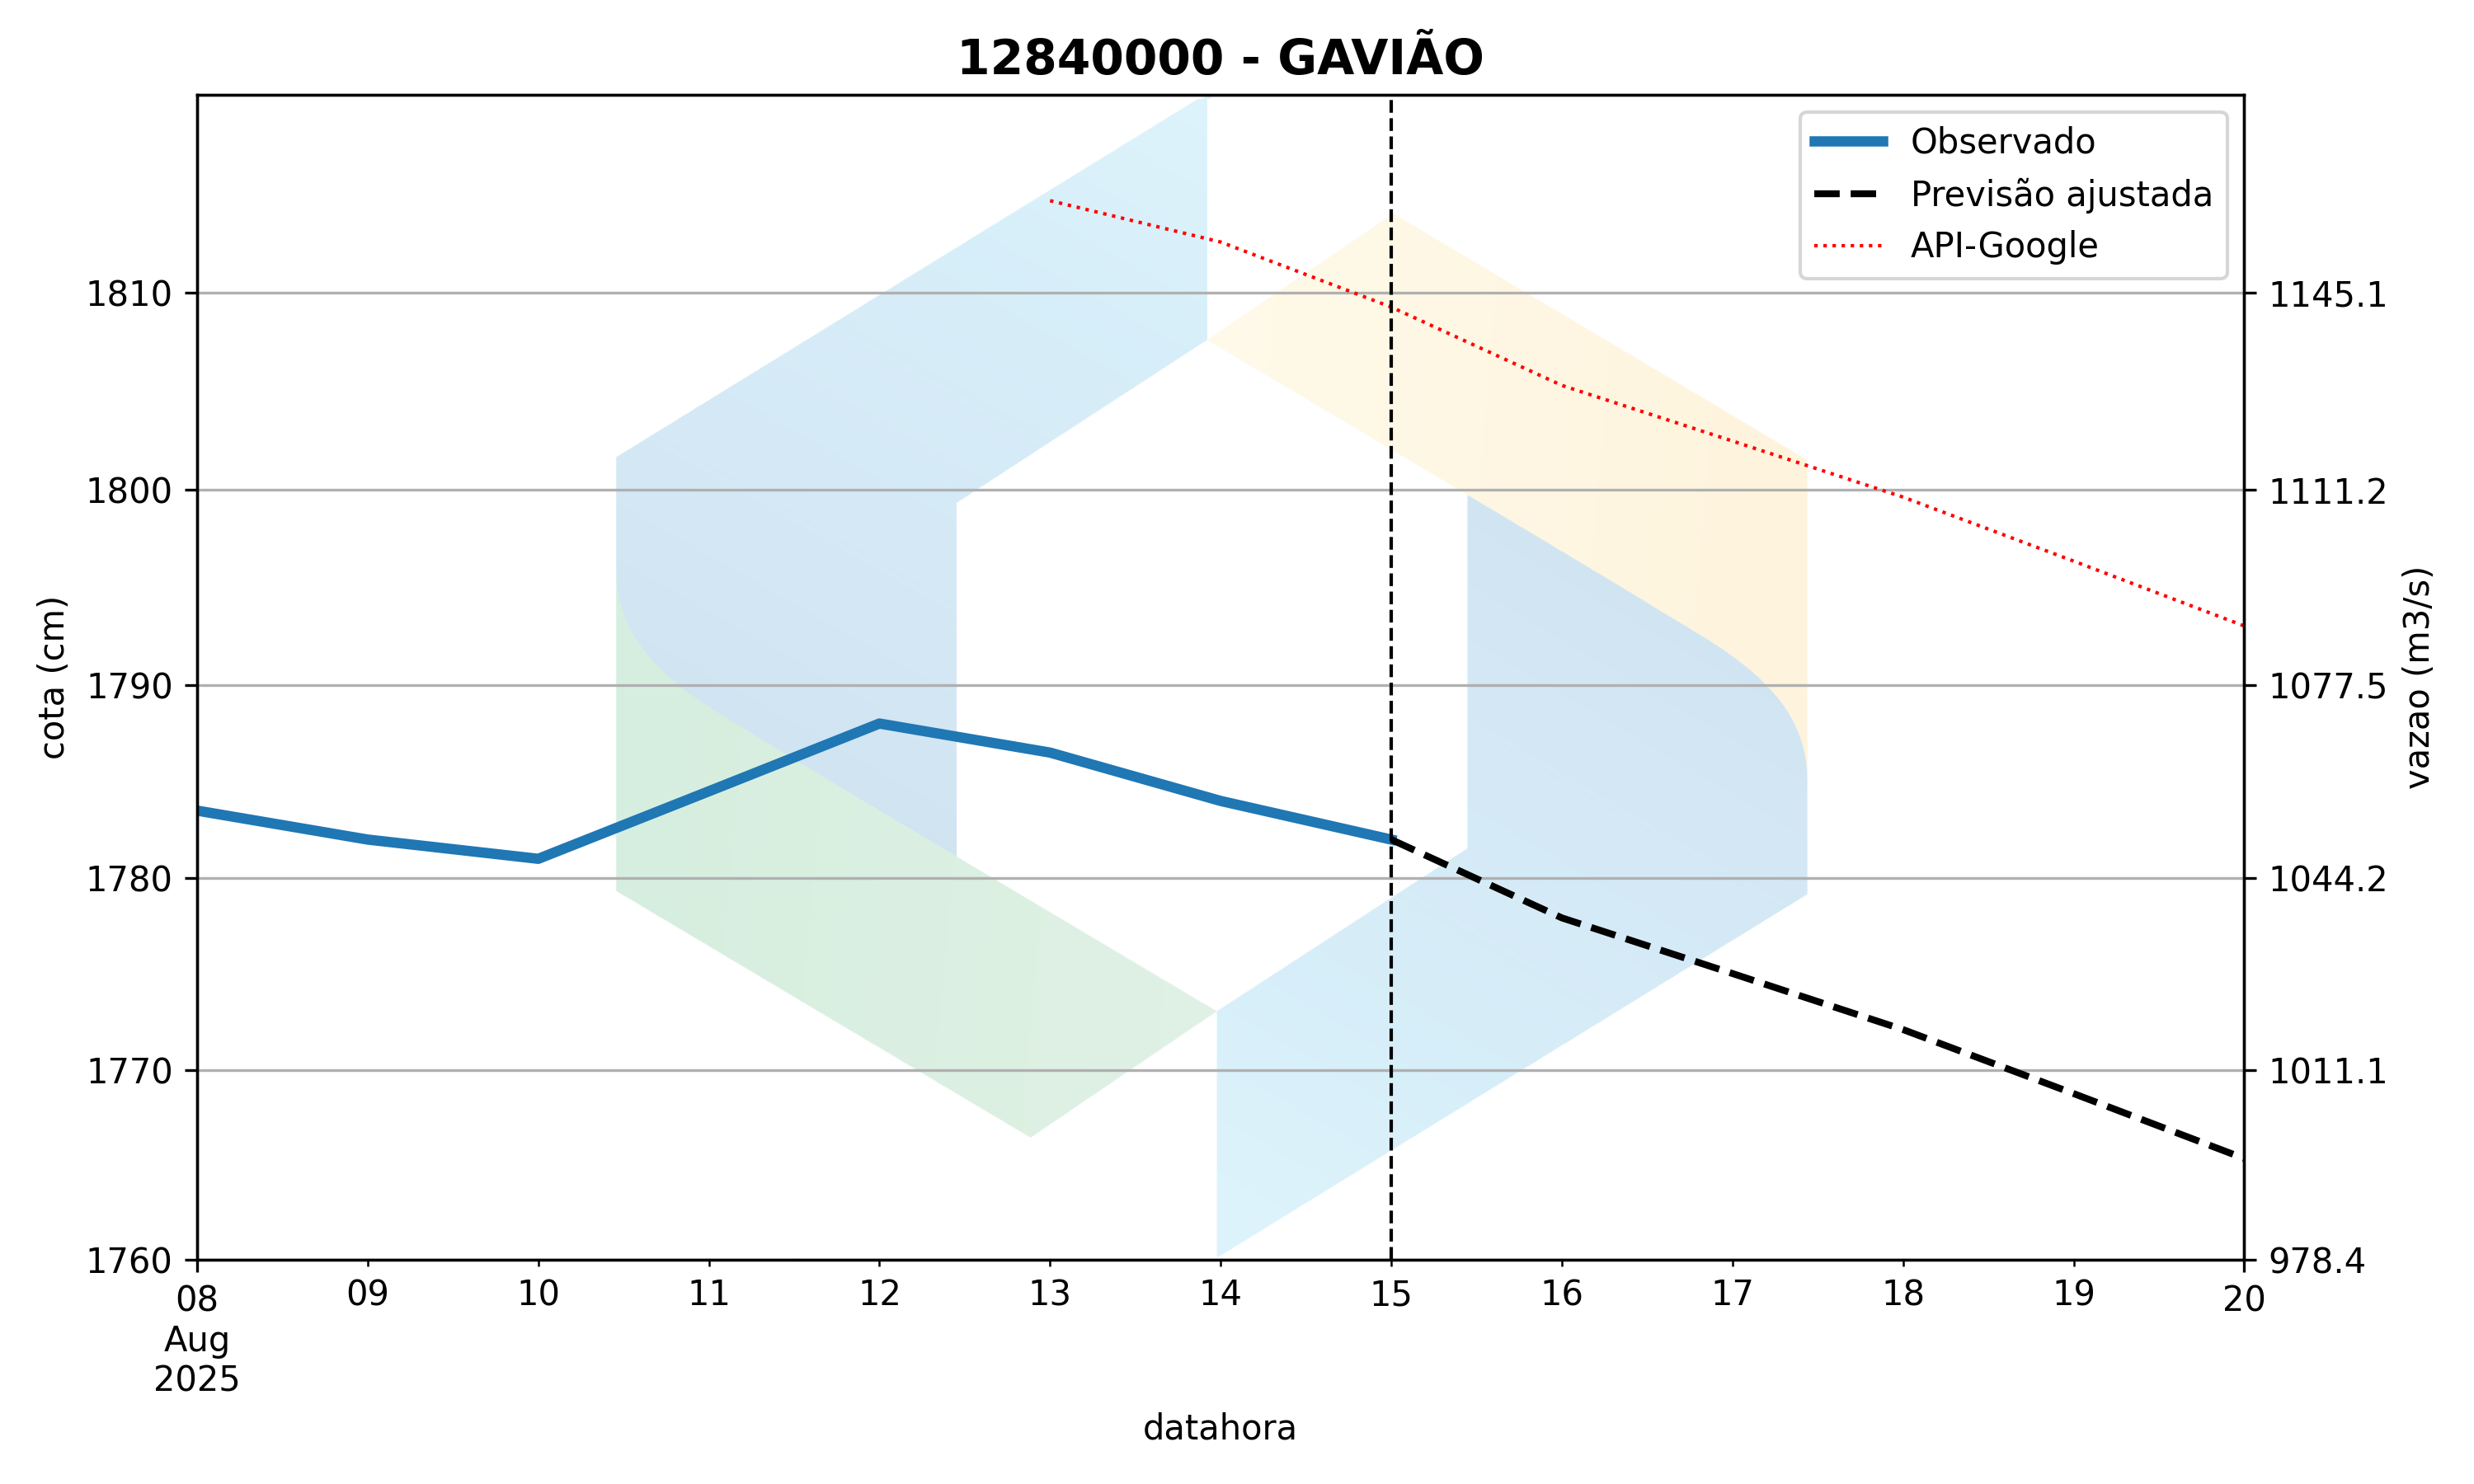 12840000 - GAVIÃO
Observado
Previsão ajustada
API-Google
1810
1800
1790
1780
1770
1760
cota (cm)
1145.1
1111.2
1077.5
1044.2
1011.1
978.4
vazao (m3/s)
08 09 10 11 12 13 14 15 16 17 18 19 20
Aug
2025
datahora